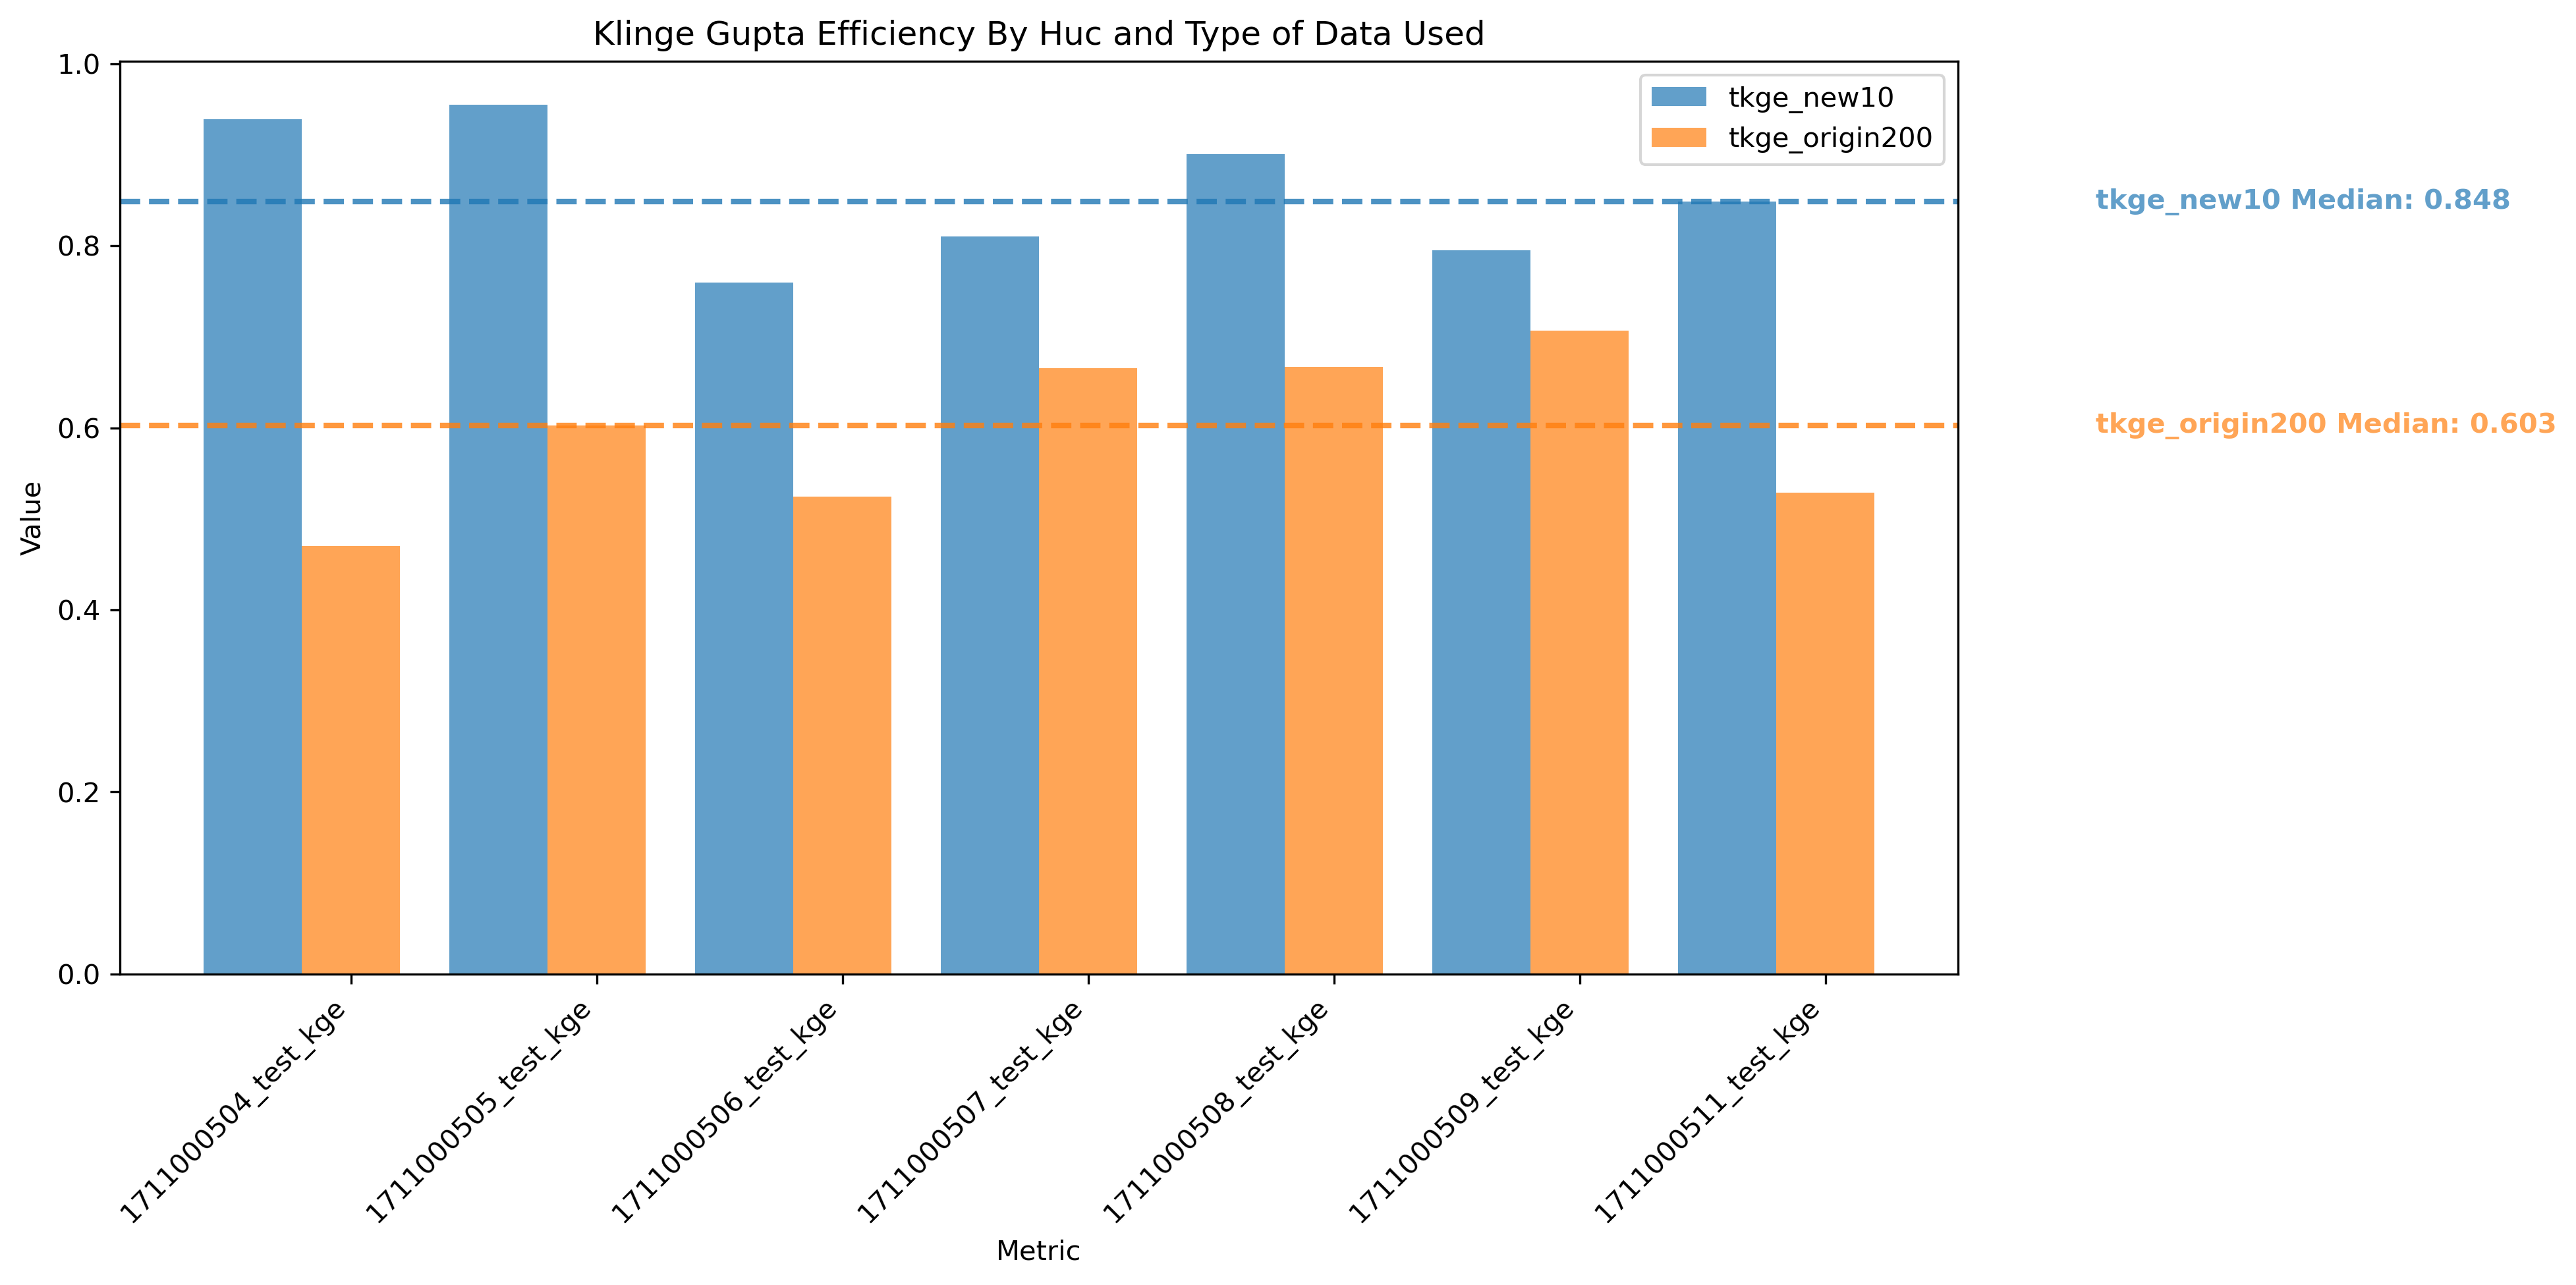 Klinge Gupta Efficiency By Huc and Type of Data Used
1.0
0.8
0.6
0.4
0.2
0.0
Value
tkge_new10
tkge_origin200
tkge_new10 Median: 0.848
tkge_origin200 Median: 0.603
1711000504_test_kge
1711000505_test_kge
1711000506_test_kge
1711000507_test_kge
1711000508_test_kge
1711000509_test_kge
1711000511_test_kge
Metric